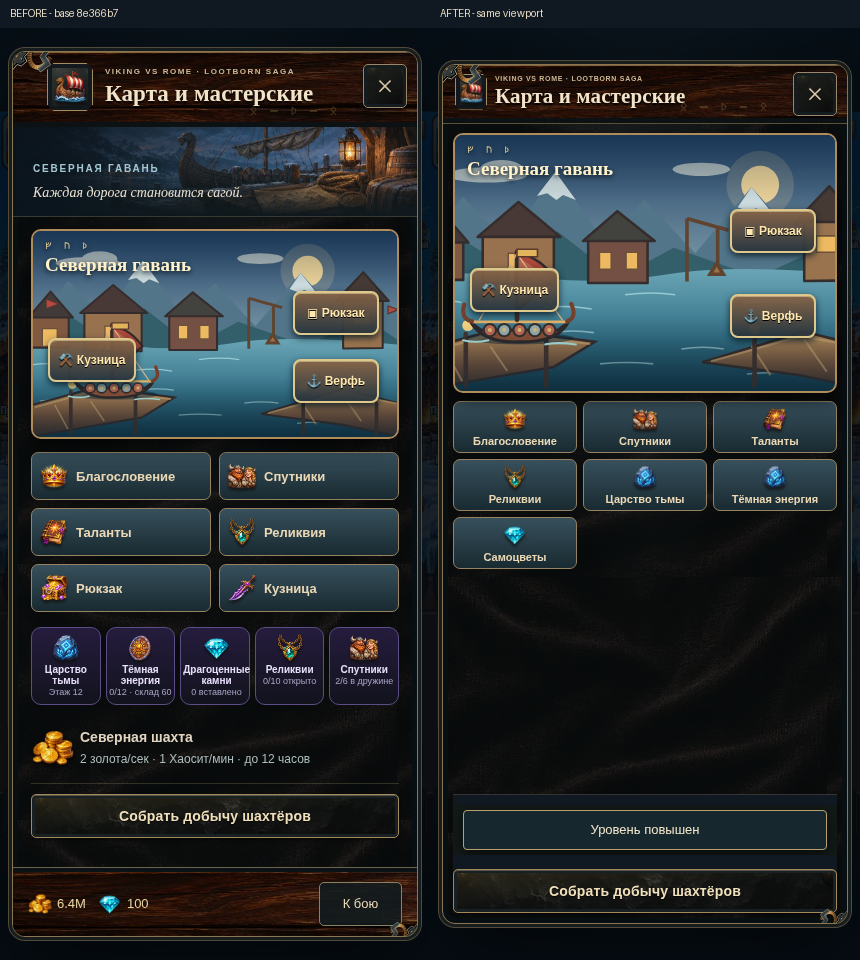 BEFORE - base 8e366b7
VIKING VS ROME · LOOTBORN SAGA
Карта и мастерские
СЕВЕРНАЯ ГАВАНЬ
Каждая дорога становится сагой.
ᚠ ᚢ ᚦ
Северная гавань
Рюкзак
Кузница
Верфь
Благословение
Спутники
Таланты
Реликвия
Рюкзак
Кузница
Царство тьмы
Этаж 12
Тёмная энергия
0/12 · склад 60
Драгоценные камни
0 вставлено
Реликвии
0/10 открыто
Спутники
2/6 в дружине
Северная шахта
2 золота/сек · 1 Хаосит/мин · до 12 часов
Собрать добычу шахтёров
6.4M
100
К бою
AFTER - same viewport
VIKING VS ROME · LOOTBORN SAGA
Карта и мастерские
ᚠ ᚢ ᚦ
Северная гавань
Рюкзак
Кузница
Верфь
Благословение
Спутники
Таланты
Реликвии
Царство тьмы
Тёмная энергия
Самоцветы
Уровень повышен
Собрать добычу шахтёров